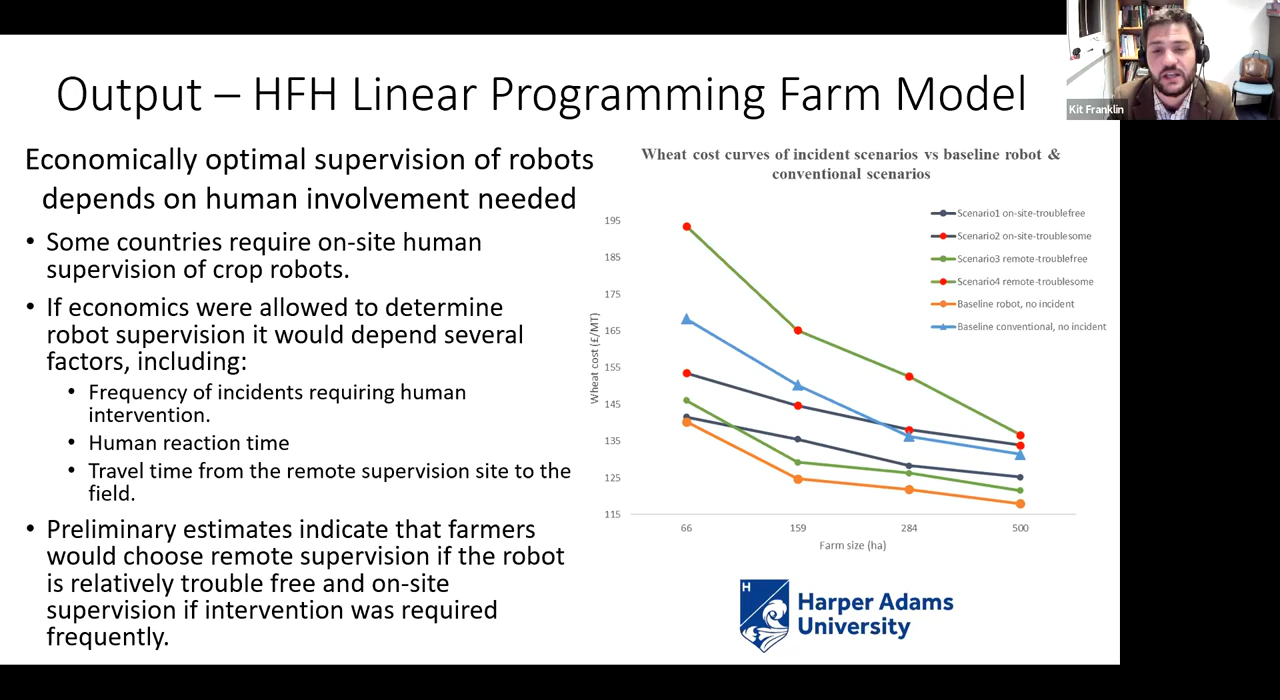 Output – HFH Linear Programming Farm Model
Kit Franklin
Economically optimal supervision of robots
depends on human involvement needed
• Some countries require on-site human
supervision of crop robots.
• If economics were allowed to determine
robot supervision it would depend several
factors, including:
• Frequency of incidents requiring human
intervention.
• Human reaction time
• Travel time from the remote supervision site to the
field.
• Preliminary estimates indicate that farmers
would choose remote supervision if the robot
is relatively trouble free and on-site
supervision if intervention was required
frequently.
Wheat cost curves of incident scenarios vs baseline robot &
conventional scenarios
Scenario1 on-site-troublefree
Scenario2 on-site-troublesome
Scenario3 remote-troublefree
Scenario4 remote-troublesome
Baseline robot, no incident
Baseline conventional, no incident
Wheat cost (£/MT)
195
185
175
165
155
145
135
125
115
66 159 284 500
Farm size (ha)
H
Harper Adams
University